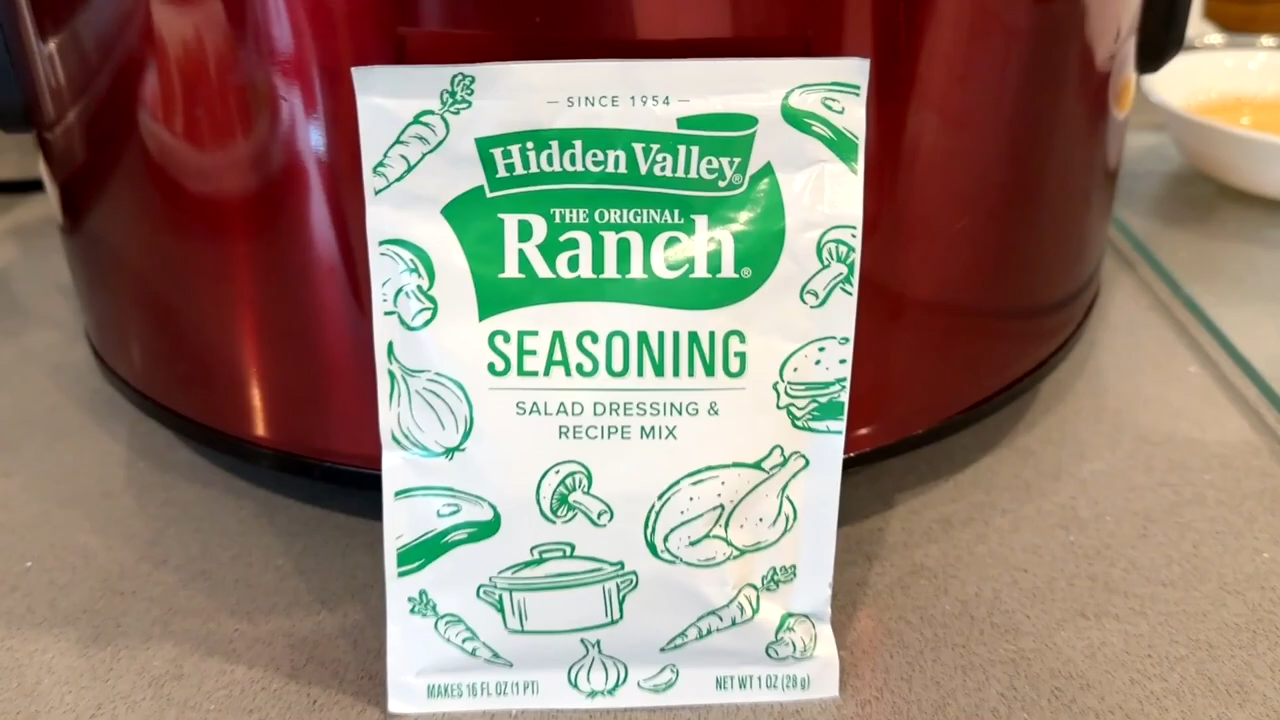 — SINCE 1954 —
Hidden Valley®
THE ORIGINAL
Ranch®
SEASONING
SALAD DRESSING &
RECIPE MIX
MAKES 16 FL OZ (1 PT)
NET WT 1 OZ (28 g)